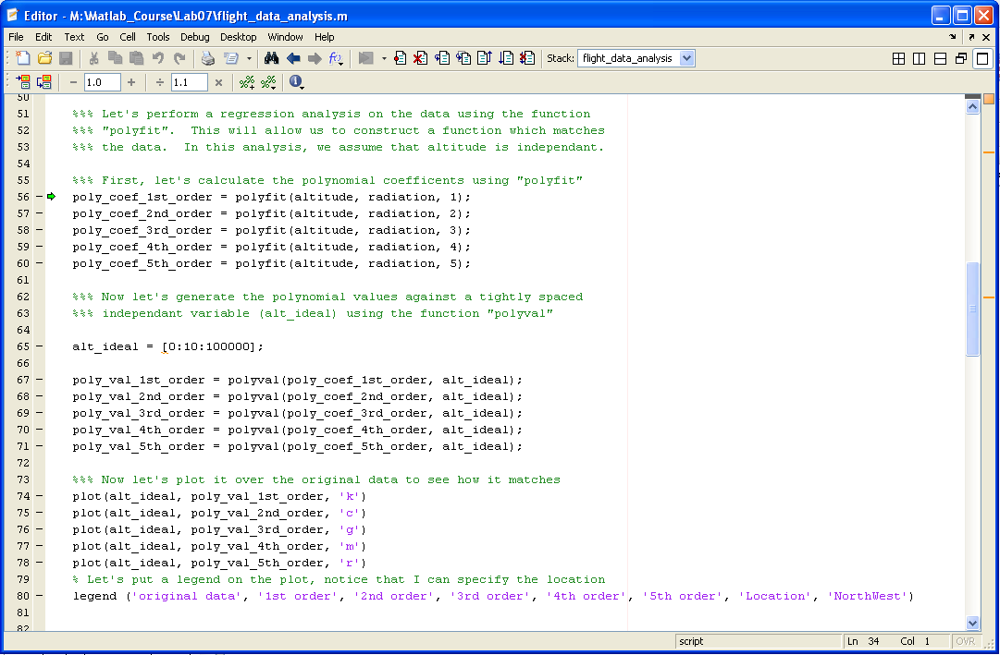 Editor - M:\Matlab_Course\Lab07\flight_data_analysis.m
File Edit Text Go Cell Tools Debug Desktop Window Help
Stack: flight_data_analysis
1.0 1.1
50
51 %%% Let's perform a regression analysis on the data using the function
52 %%% "polyfit".  This will allow us to construct a function which matches
53 %%% the data.  In this analysis, we assume that altitude is independant.
54
55 %%% First, let's calculate the polynomial coefficents using "polyfit"
56 poly_coef_1st_order = polyfit(altitude, radiation, 1);
57 poly_coef_2nd_order = polyfit(altitude, radiation, 2);
58 poly_coef_3rd_order = polyfit(altitude, radiation, 3);
59 poly_coef_4th_order = polyfit(altitude, radiation, 4);
60 poly_coef_5th_order = polyfit(altitude, radiation, 5);
61
62 %%% Now let's generate the polynomial values against a tightly spaced
63 %%% independant variable (alt_ideal) using the function "polyval"
64
65 alt_ideal = [0:10:100000];
66
67 poly_val_1st_order = polyval(poly_coef_1st_order, alt_ideal);
68 poly_val_2nd_order = polyval(poly_coef_2nd_order, alt_ideal);
69 poly_val_3rd_order = polyval(poly_coef_3rd_order, alt_ideal);
70 poly_val_4th_order = polyval(poly_coef_4th_order, alt_ideal);
71 poly_val_5th_order = polyval(poly_coef_5th_order, alt_ideal);
72
73 %%% Now let's plot it over the original data to see how it matches
74 plot(alt_ideal, poly_val_1st_order, 'k')
75 plot(alt_ideal, poly_val_2nd_order, 'c')
76 plot(alt_ideal, poly_val_3rd_order, 'g')
77 plot(alt_ideal, poly_val_4th_order, 'm')
78 plot(alt_ideal, poly_val_5th_order, 'r')
79 % Let's put a legend on the plot, notice that I can specify the location
80 legend ('original data', '1st order', '2nd order', '3rd order', '4th order', '5th order', 'Location', 'NorthWest')
81
82
script Ln 34 Col 1 OVR